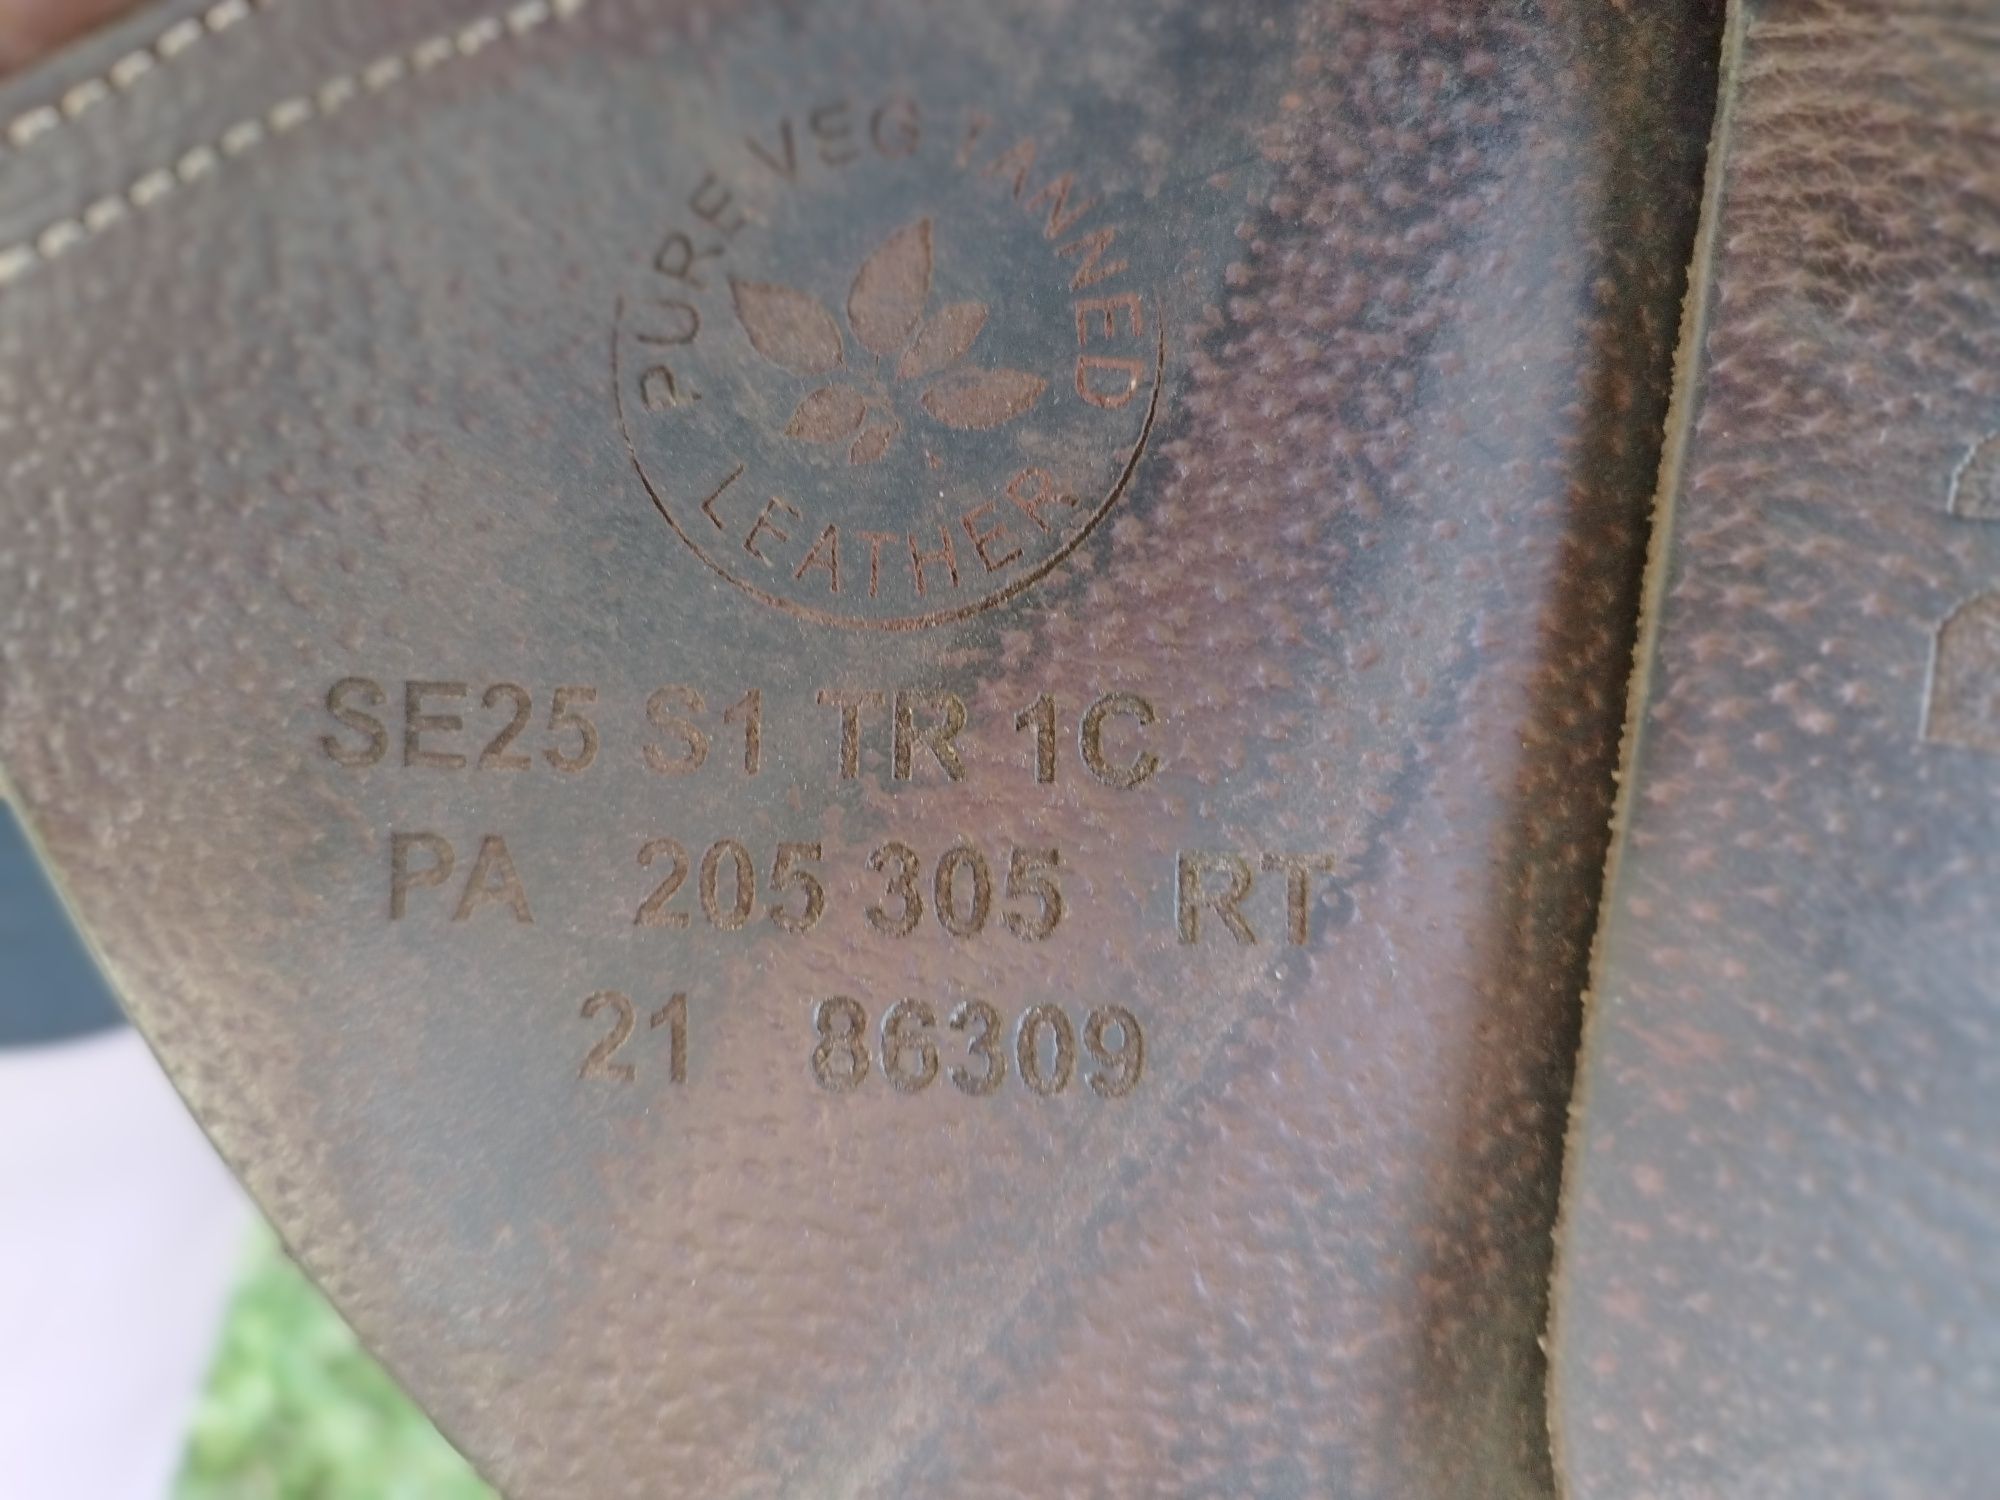 PURE VEG TANNED
LEATHER
SE25 S1 TR 1C
PA 205 305 RT
21 86309